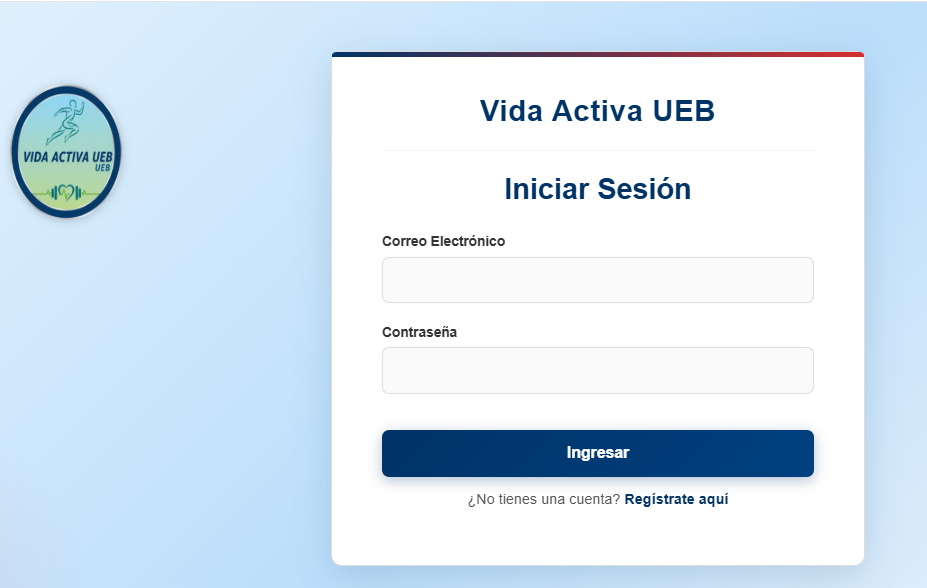 VIDA ACTIVA UEB
UEB
Vida Activa UEB
Iniciar Sesión
Correo Electrónico
Contraseña
Ingresar
¿No tienes una cuenta? Regístrate aquí